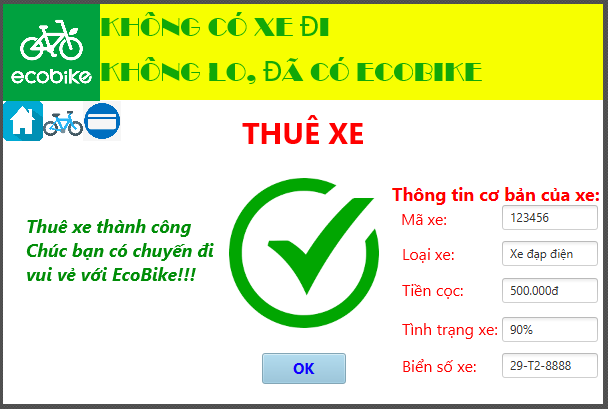 KHÔNG CÓ XE ĐI
KHÔNG LO, ĐÃ CÓ ECOBIKE
ecobike
THUÊ XE
Thuê xe thành công
Chúc bạn có chuyến đi
vui vẻ với EcoBike!!!
Thông tin cơ bản của xe:
Mã xe: 123456
Loại xe: Xe đạp điện
Tiền cọc: 500.000đ
Tình trạng xe: 90%
Biển số xe: 29-T2-8888
OK